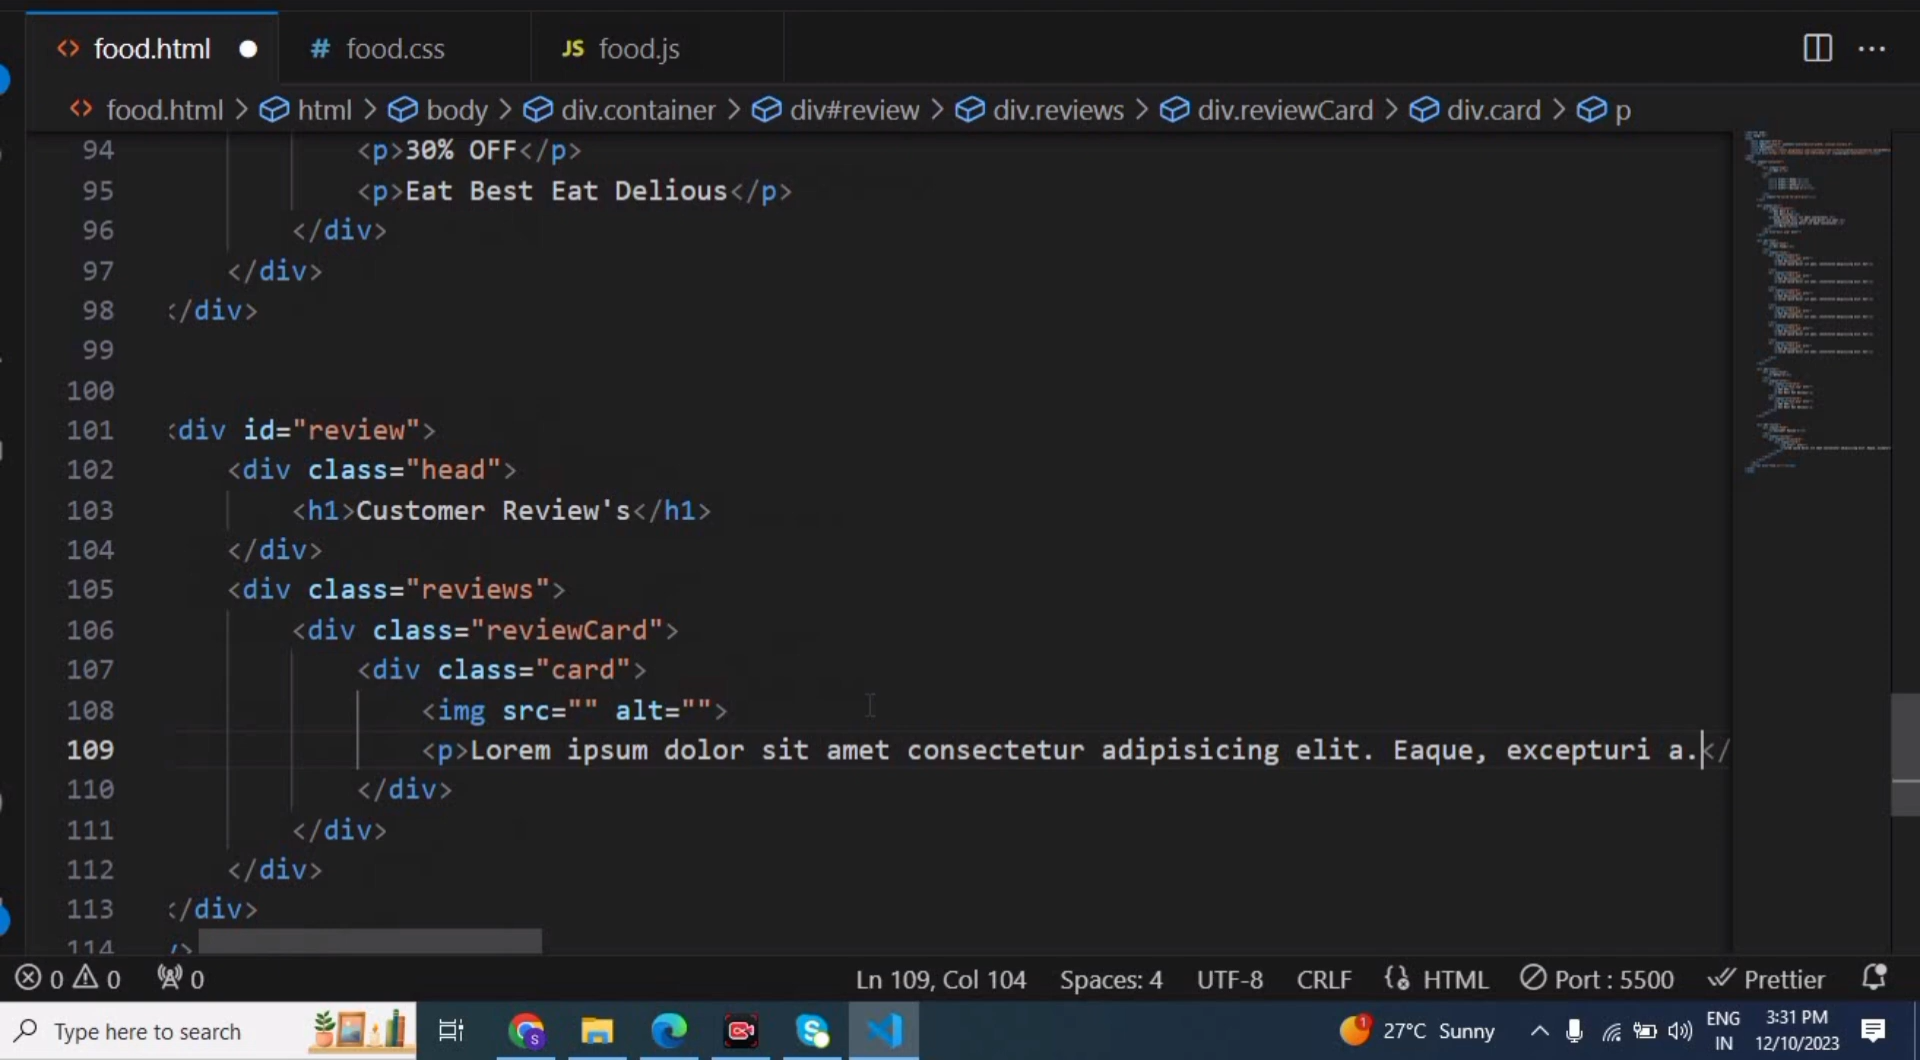 <> food.html ● # food.css JS food.js ...
<> food.html > html > body > div.container > div#review > div.reviews > div.reviewCard > div.card > p
94 <p>30% OFF</p>
95 <p>Eat Best Eat Delious</p>
96 </div>
97 </div>
98 </div>
99
100
101 <div id="review">
102 <div class="head">
103 <h1>Customer Review's</h1>
104 </div>
105 <div class="reviews">
106 <div class="reviewCard">
107 <div class="card">
108 <img src="" alt="">
109 <p>Lorem ipsum dolor sit amet consectetur adipisicing elit. Eaque, excepturi a.</
110 </div>
111 </div>
112 </div>
113 </div>
114
0 0 0 Ln 109, Col 104 Spaces: 4 UTF-8 CRLF HTML Port : 5500 Prettier
Type here to search 27°C Sunny ENG 3:31 PM
IN 12/10/2023